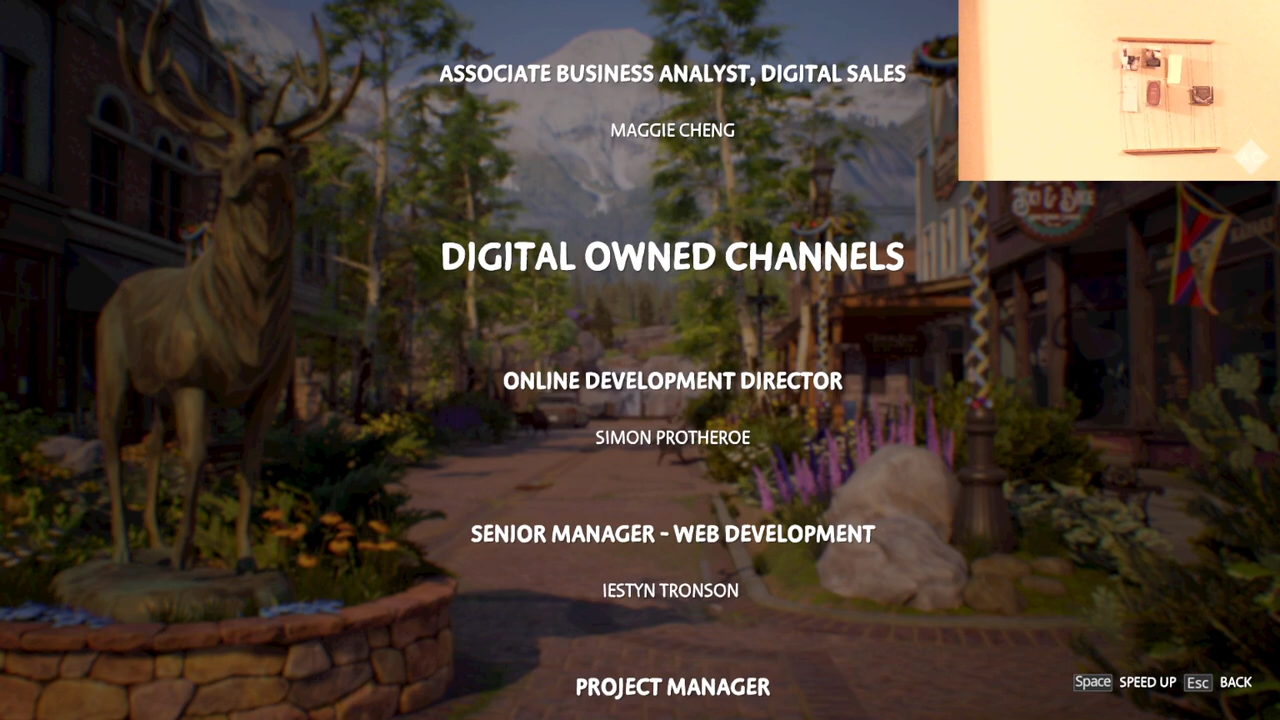 ASSOCIATE BUSINESS ANALYST, DIGITAL SALES
MAGGIE CHENG
DIGITAL OWNED CHANNELS
ONLINE DEVELOPMENT DIRECTOR
SIMON PROTHEROE
SENIOR MANAGER - WEB DEVELOPMENT
IESTYN TRONSON
PROJECT MANAGER
Space SPEED UP Esc BACK